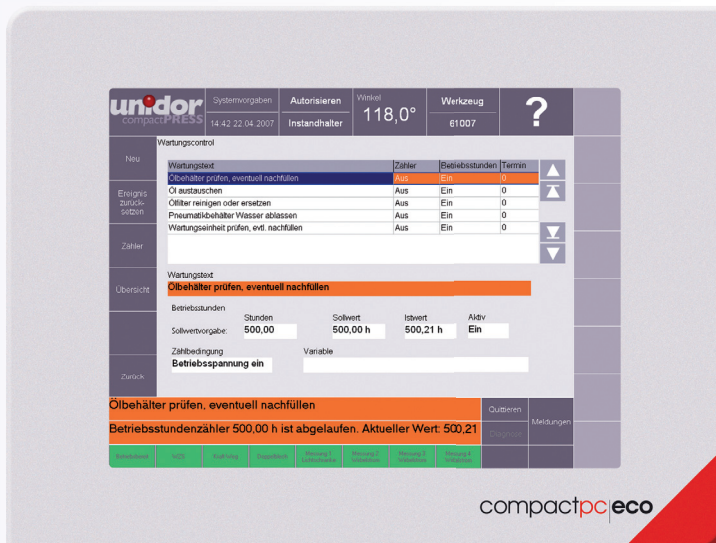 unidor
compactPRESS
Systemvorgaben
14:42 22.04.2007
Autorisieren
Instandhalter
Winkel
118,0°
Werkzeug
61007
?
Wartungscontrol
Neu
Ereignis
zurück-
setzen
Zähler
Übersicht
Zurück
Wartungstext Zähler Betriebsstunden Termin
Ölbehälter prüfen, eventuell nachfüllen Aus Ein 0
Öl austauschen Aus Ein 0
Ölfilter reinigen oder ersetzen Aus Ein 0
Pneumatikbehälter Wasser ablassen Aus Ein 0
Wartungseinheit prüfen, evtl. nachfüllen Aus Ein 0
Wartungstext
Ölbehälter prüfen, eventuell nachfüllen
Betriebsstunden
Stunden Sollwert Istwert Aktiv
Sollwertvorgabe: 500,00 500,00 h 500,21 h Ein
Zählbedingung Variable
Betriebsspannung ein
Ölbehälter prüfen, eventuell nachfüllen
Betriebsstundenzähler 500,00 h ist abgelaufen. Aktueller Wert: 500,21
Quittieren
Diagnose
Meldungen
compactpc|eco